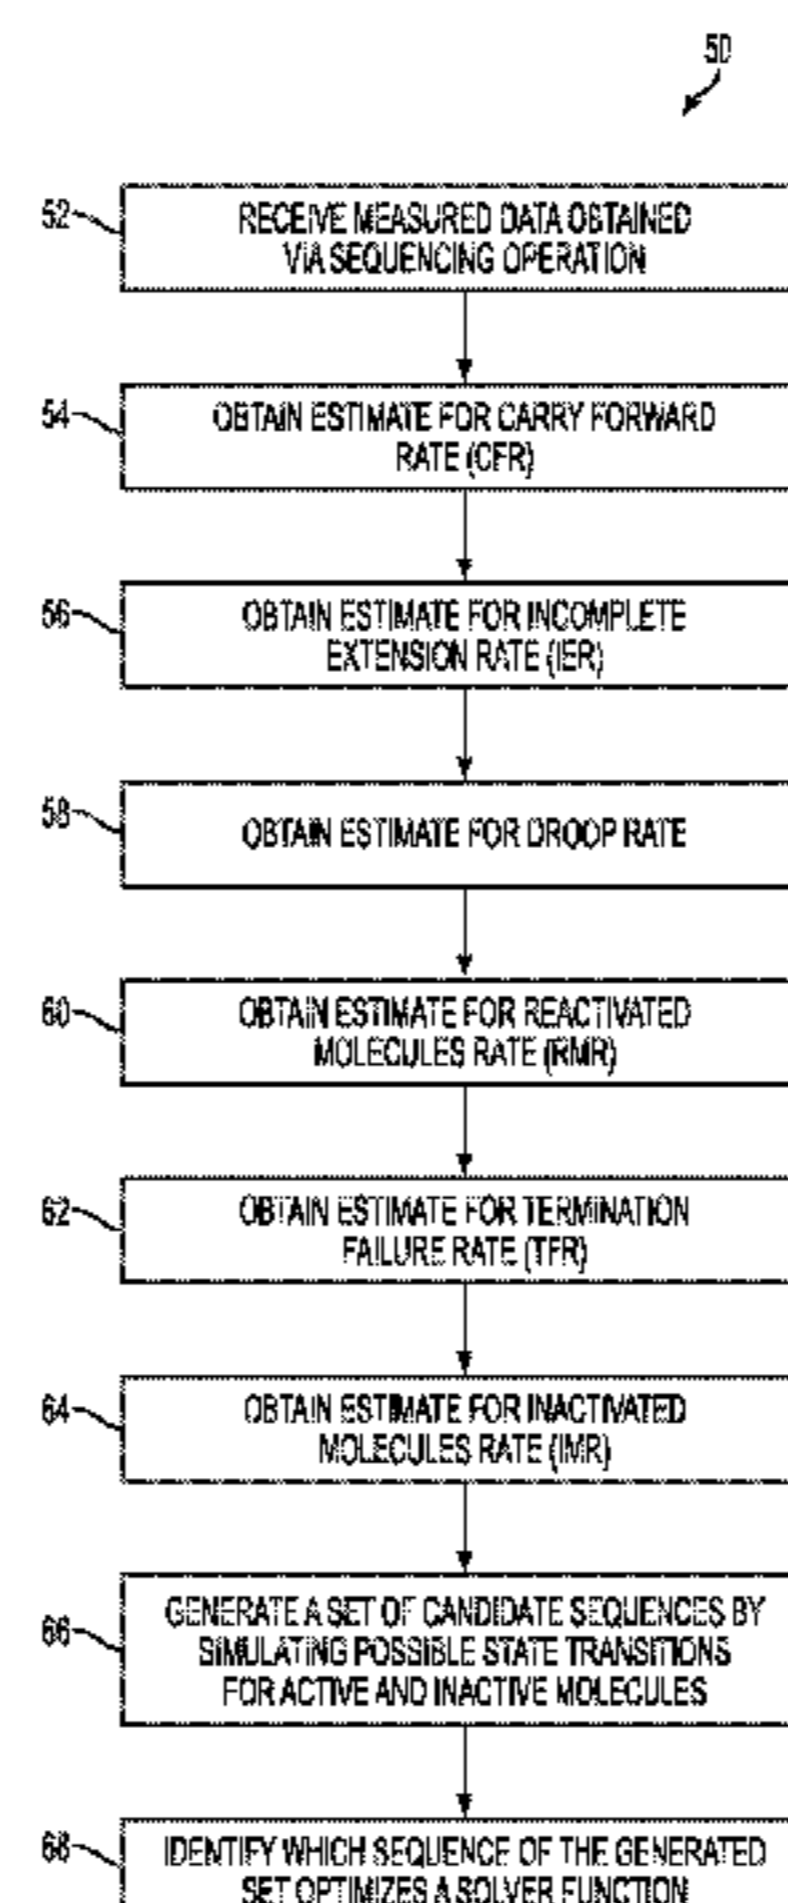 50
52
RECEIVE MEASURED DATA OBTAINED
VIA SEQUENCING OPERATION
54
OBTAIN ESTIMATE FOR CARRY FORWARD
RATE (CFR)
56
OBTAIN ESTIMATE FOR INCOMPLETE
EXTENSION RATE (IER)
58
OBTAIN ESTIMATE FOR DROOP RATE
60
OBTAIN ESTIMATE FOR REACTIVATED
MOLECULES RATE (RMR)
62
OBTAIN ESTIMATE FOR TERMINATION
FAILURE RATE (TFR)
64
OBTAIN ESTIMATE FOR INACTIVATED
MOLECULES RATE (IMR)
66
GENERATE A SET OF CANDIDATE SEQUENCES BY
SIMULATING POSSIBLE STATE TRANSITIONS
FOR ACTIVE AND INACTIVE MOLECULES
68
IDENTIFY WHICH SEQUENCE OF THE GENERATED
SET OPTIMIZES A SOLVER FUNCTION